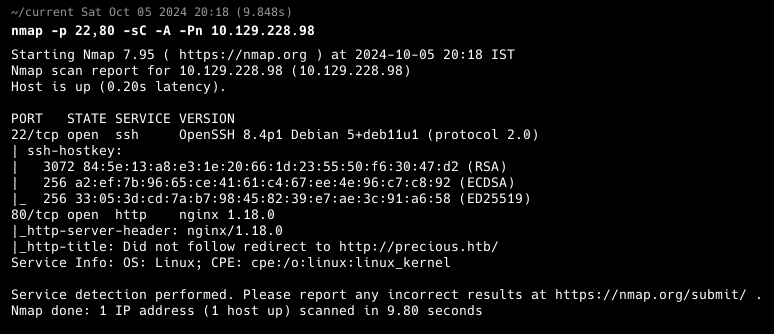 ~/current Sat Oct 05 2024 20:18 (9.848s)
nmap -p 22,80 -sC -A -Pn 10.129.228.98
Starting Nmap 7.95 ( https://nmap.org ) at 2024-10-05 20:18 IST
Nmap scan report for 10.129.228.98 (10.129.228.98)
Host is up (0.20s latency).

PORT   STATE SERVICE VERSION
22/tcp open  ssh     OpenSSH 8.4p1 Debian 5+deb11u1 (protocol 2.0)
| ssh-hostkey:
|   3072 84:5e:13:a8:e3:1e:20:66:1d:23:55:50:f6:30:47:d2 (RSA)
|   256 a2:ef:7b:96:65:ce:41:61:c4:67:ee:4e:96:c7:c8:92 (ECDSA)
|_  256 33:05:3d:cd:7a:b7:98:45:82:39:e7:ae:3c:91:a6:58 (ED25519)
80/tcp open  http    nginx 1.18.0
|_http-server-header: nginx/1.18.0
|_http-title: Did not follow redirect to http://precious.htb/
Service Info: OS: Linux; CPE: cpe:/o:linux:linux_kernel

Service detection performed. Please report any incorrect results at https://nmap.org/submit/ .
Nmap done: 1 IP address (1 host up) scanned in 9.80 seconds